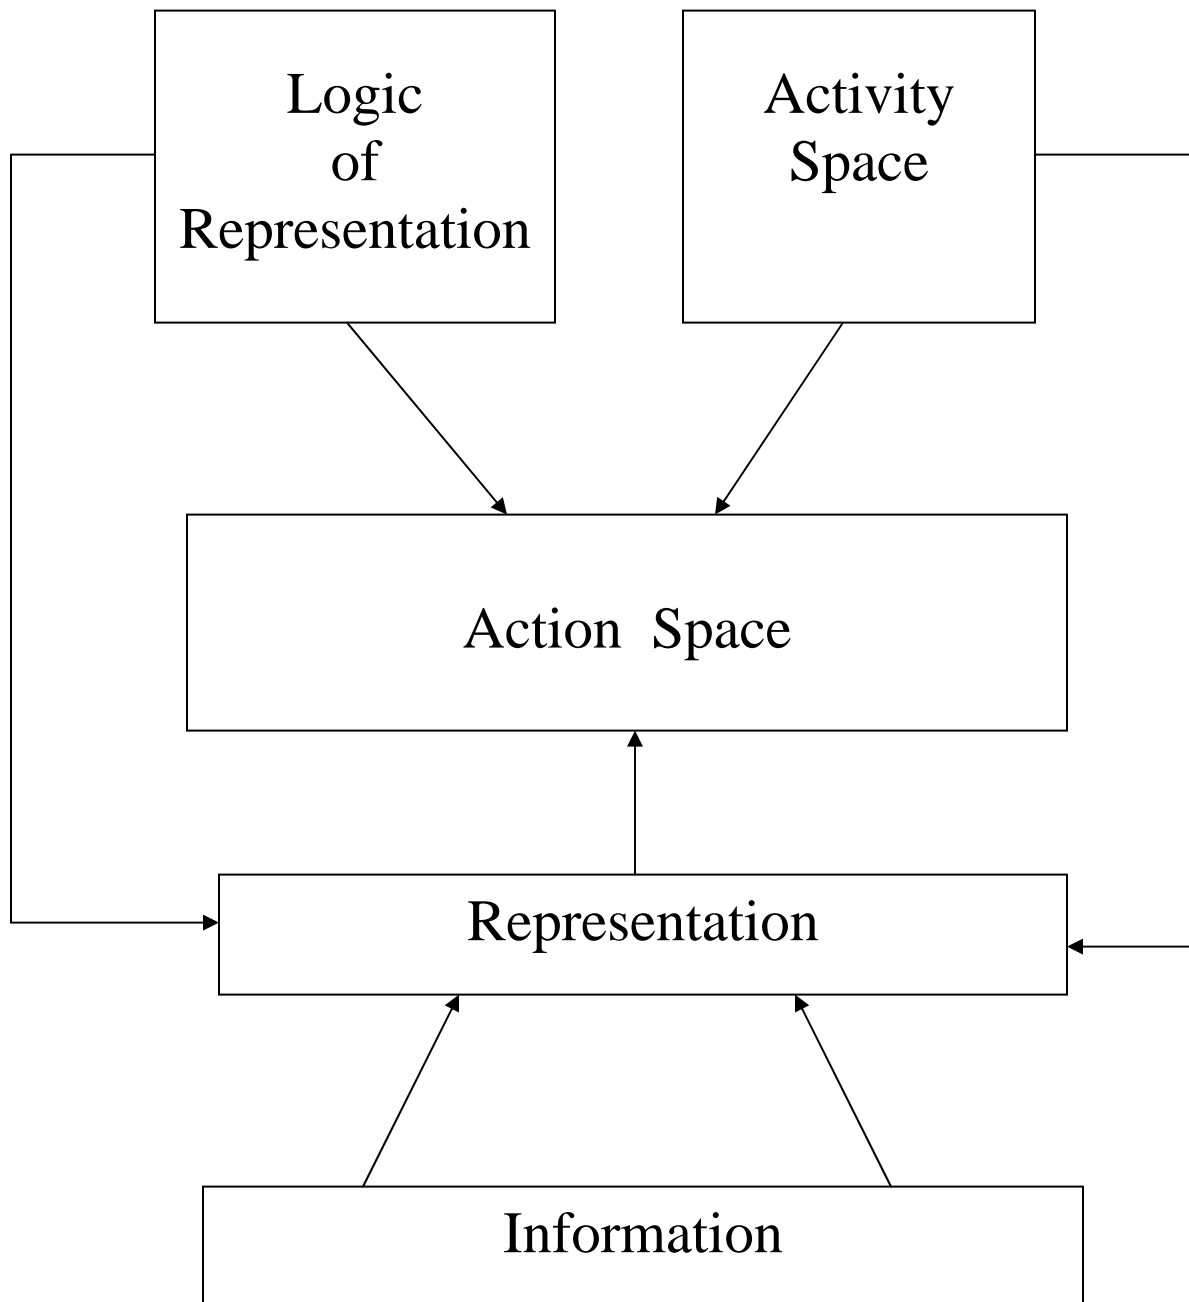 Logic
of
Representation
Activity
Space
Action Space
Representation
Information